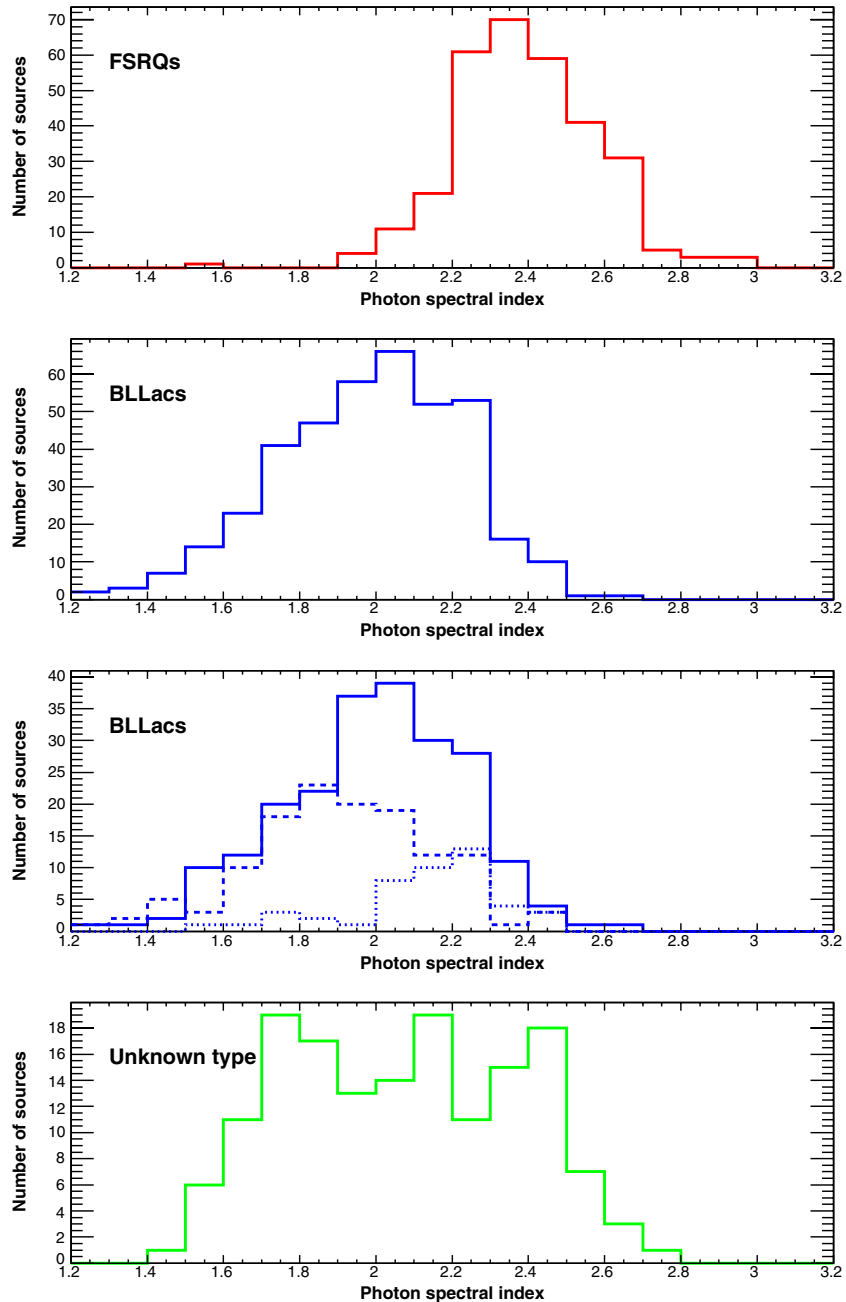 Number of sources
70
60
50
40
30
20
10
0
FSRQs
1.2 1.4 1.6 1.8 2 2.2 2.4 2.6 2.8 3 3.2
Photon spectral index
Number of sources
60
50
40
30
20
10
0
BLLacs
1.2 1.4 1.6 1.8 2 2.2 2.4 2.6 2.8 3 3.2
Photon spectral index
Number of sources
40
35
30
25
20
15
10
5
0
BLLacs
1.2 1.4 1.6 1.8 2 2.2 2.4 2.6 2.8 3 3.2
Photon spectral index
Number of sources
18
16
14
12
10
8
6
4
2
0
Unknown type
1.2 1.4 1.6 1.8 2 2.2 2.4 2.6 2.8 3 3.2
Photon spectral index